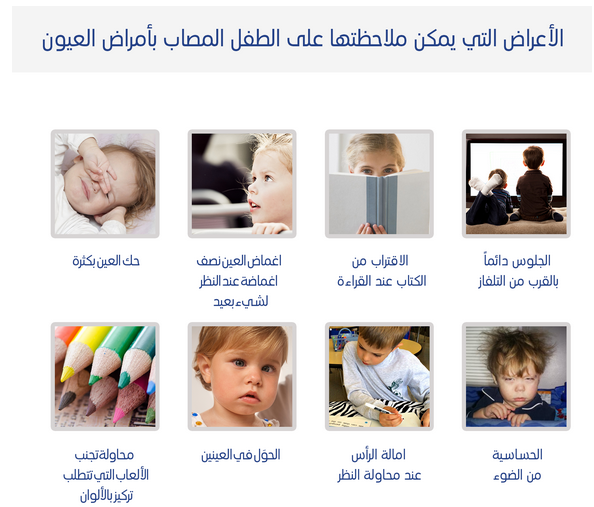 الأعراض التي يمكن ملاحظتها على الطفل المصاب بأمراض العيون
الجلوس دائماً
بالقرب من التلفاز
الاقتراب من
الكتاب عند القراءة
اغماض العين نصف
اغماضة عند النظر
لشيء بعيد
حك العين بكثرة
الحساسية
من الضوء
امالة الرأس
عند محاولة النظر
الحول في العينين
محاولة تجنب
الألعاب التي تتطلب
تركيز بالألوان